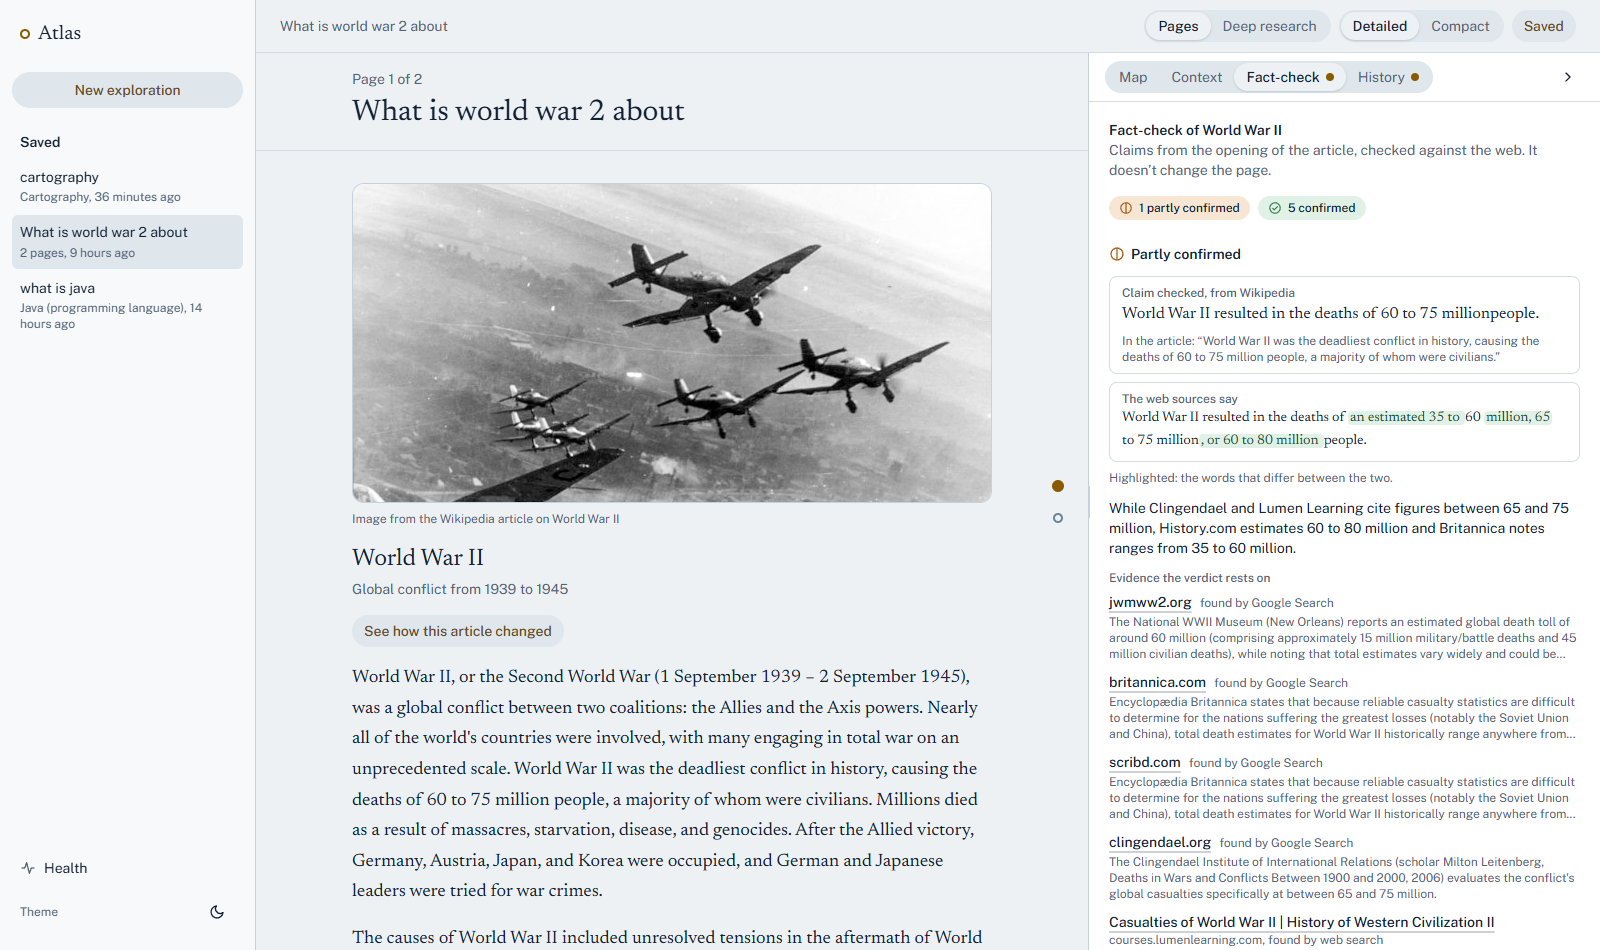 Atlas
New exploration
Saved
cartography
Cartography, 36 minutes ago
What is world war 2 about
2 pages, 9 hours ago
what is java
Java (programming language), 14
hours ago
Health
Theme
What is world war 2 about
Pages
Deep research
Detailed
Compact
Saved
Page 1 of 2
What is world war 2 about
Image from the Wikipedia article on World War II
World War II
Global conflict from 1939 to 1945
See how this article changed
World War II, or the Second World War (1 September 1939 – 2 September 1945),
was a global conflict between two coalitions: the Allies and the Axis powers. Nearly
all of the world's countries were involved, with many engaging in total war on an
unprecedented scale. World War II was the deadliest conflict in history, causing the
deaths of 60 to 75 million people, a majority of whom were civilians. Millions died
as a result of massacres, starvation, disease, and genocides. After the Allied victory,
Germany, Austria, Japan, and Korea were occupied, and German and Japanese
leaders were tried for war crimes.
The causes of World War II included unresolved tensions in the aftermath of World
Map
Context
Fact-check
History
Fact-check of World War II
Claims from the opening of the article, checked against the web. It
doesn't change the page.
1 partly confirmed
5 confirmed
Partly confirmed
Claim checked, from Wikipedia
World War II resulted in the deaths of 60 to 75 millionpeople.
In the article: “World War II was the deadliest conflict in history, causing the
deaths of 60 to 75 million people, a majority of whom were civilians.”
The web sources say
World War II resulted in the deaths of an estimated 35 to 60 million, 65
to 75 million, or 60 to 80 million people.
Highlighted: the words that differ between the two.
While Clingendael and Lumen Learning cite figures between 65 and 75
million, History.com estimates 60 to 80 million and Britannica notes
ranges from 35 to 60 million.
Evidence the verdict rests on
jwmww2.org found by Google Search
The National WWII Museum (New Orleans) reports an estimated global death toll of
around 60 million (comprising approximately 15 million military/battle deaths and 45
million civilian deaths), while noting that total estimates vary widely and could be...
britannica.com found by Google Search
Encyclopædia Britannica states that because reliable casualty statistics are difficult
to determine for the nations suffering the greatest losses (notably the Soviet Union
and China), total death estimates for World War II historically range anywhere from...
scribd.com found by Google Search
Encyclopædia Britannica states that because reliable casualty statistics are difficult
to determine for the nations suffering the greatest losses (notably the Soviet Union
and China), total death estimates for World War II historically range anywhere from...
clingendael.org found by Google Search
The Clingendael Institute of International Relations (scholar Milton Leitenberg,
Deaths in Wars and Conflicts Between 1900 and 2000, 2006) evaluates the conflict's
global casualties specifically at between 65 and 75 million.
Casualties of World War II | History of Western Civilization II
courses.lumenlearning.com, found by web search